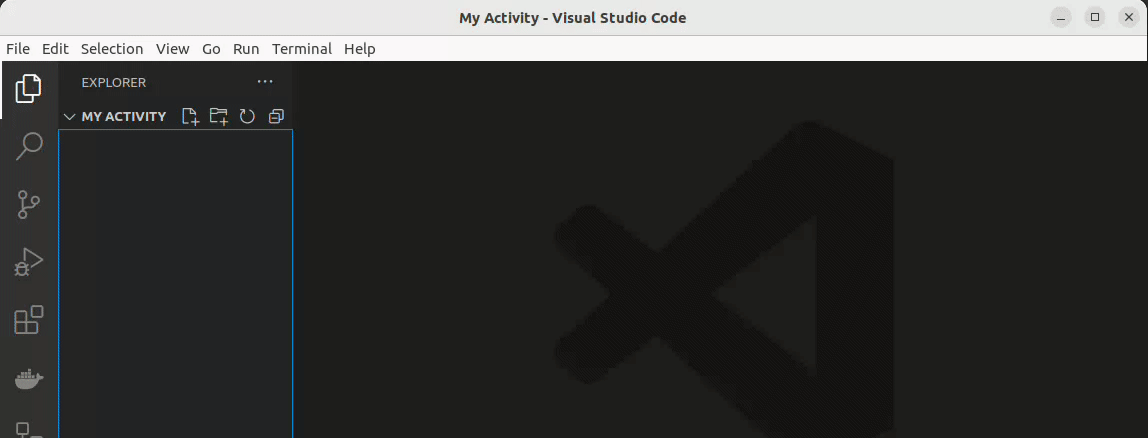 My Activity - Visual Studio Code
File Edit Selection View Go Run Terminal Help
EXPLORER
MY ACTIVITY